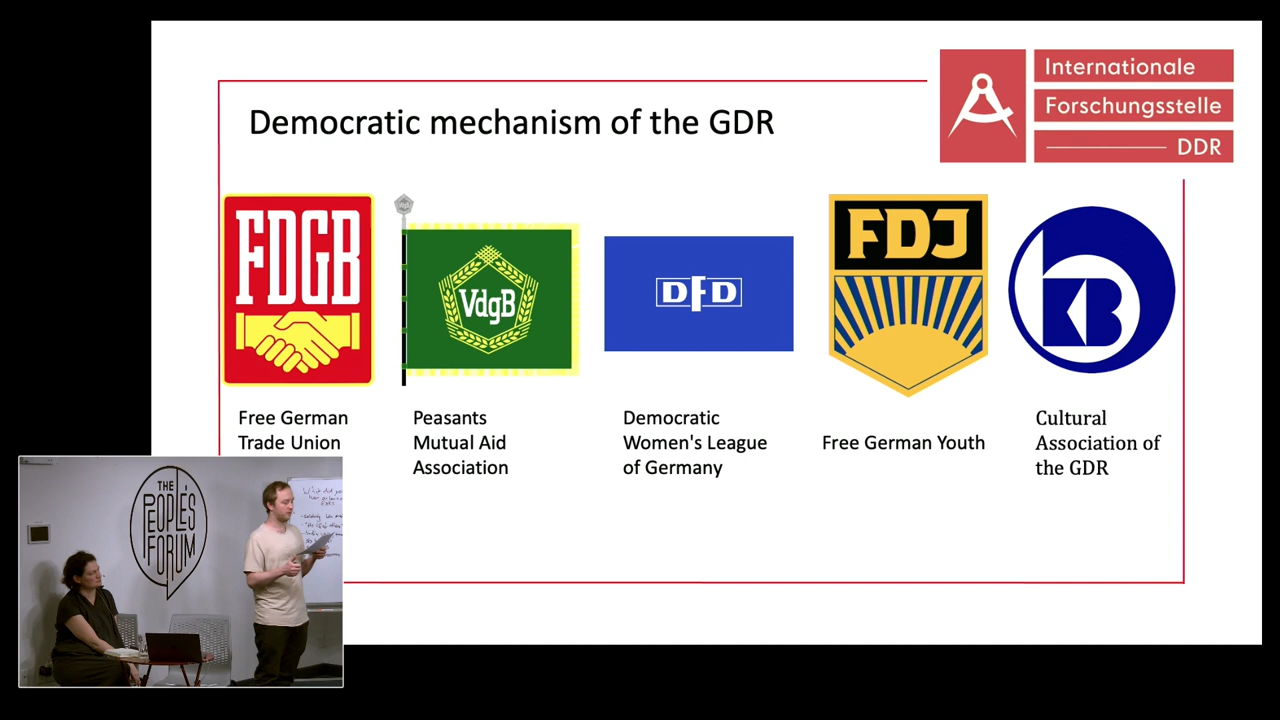 Internationale
Forschungsstelle
DDR
Democratic mechanism of the GDR
FDGB
VdgB
DFD
FDJ
KB
Free German
Trade Union
Peasants
Mutual Aid
Association
Democratic
Women's League
of Germany
Free German Youth
Cultural
Association of
the GDR
THE
PEOPLE'S
FORUM